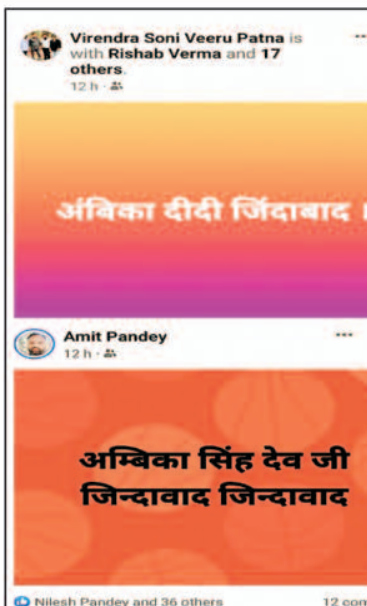 Virendra Soni Veeru Patna is
with Rishab Verma and 17
others.
12 h ·
अंबिका दीदी जिंदाबाद ।
Amit Pandey
12 h ·
अम्बिका सिंह देव जी
जिन्दावाद जिन्दावाद
Nilesh Pandey and 36 others
12 com